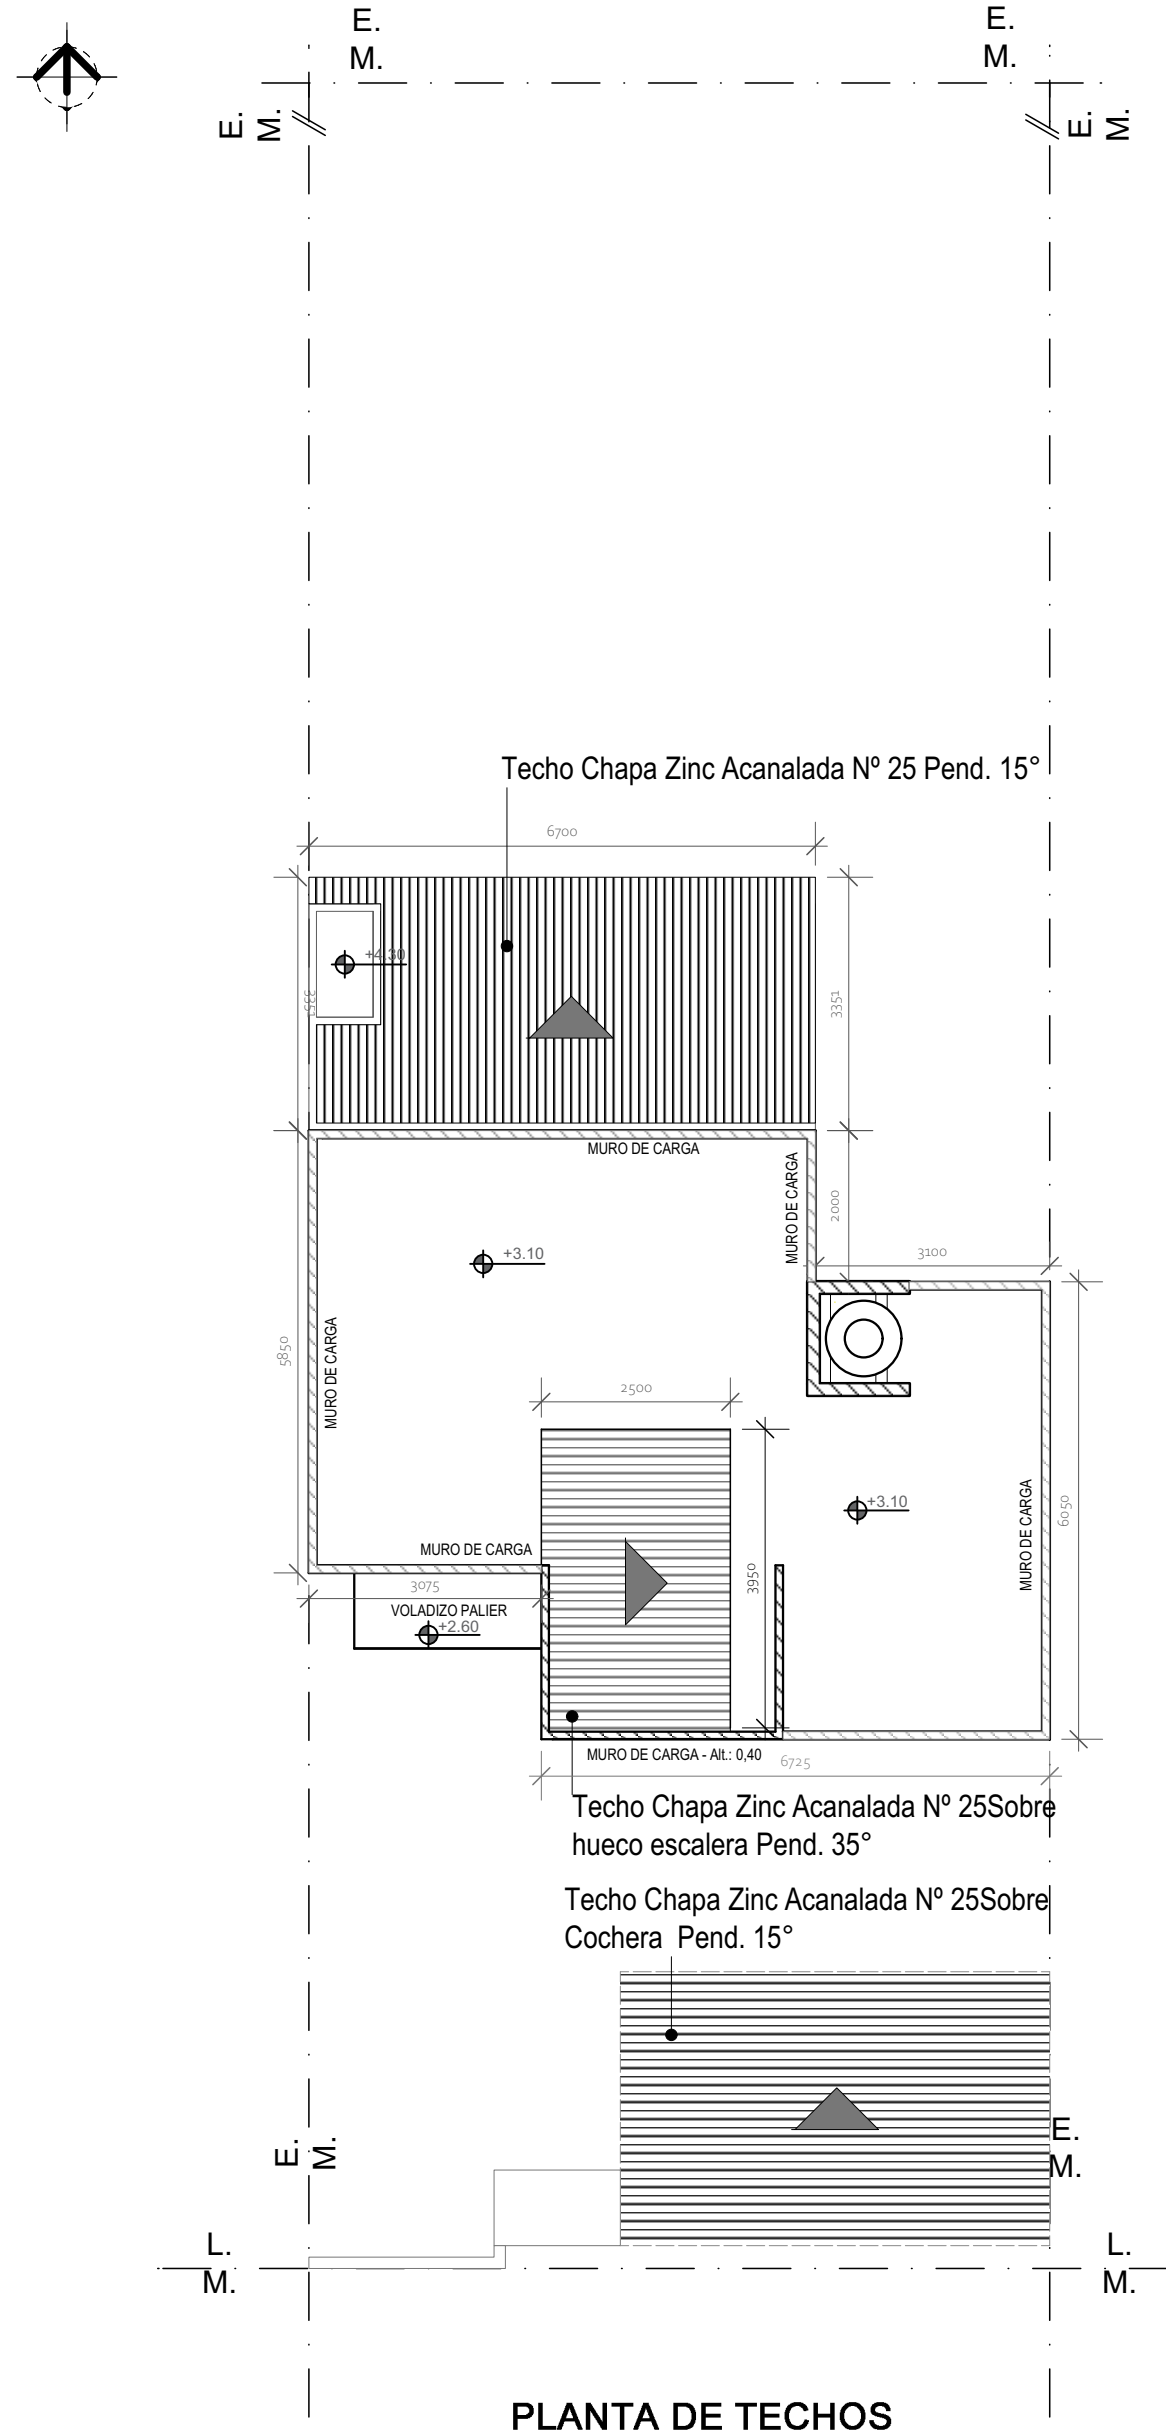 E.
M.
E.
M.
E.
M.
E.
M.
Techo Chapa Zinc Acanalada Nº 25 Pend. 15°
6700
+4.30
3351
3351
MURO DE CARGA
MURO DE CARGA
2000
+3.10
3100
5850
MURO DE CARGA
2500
+3.10
MURO DE CARGA
6050
MURO DE CARGA
3950
3075
VOLADIZO PALIER
+2.60
MURO DE CARGA - Alt.: 0,40
6725
Techo Chapa Zinc Acanalada Nº 25Sobre
hueco escalera Pend. 35°
Techo Chapa Zinc Acanalada Nº 25Sobre
Cochera Pend. 15°
E.
M.
E.
M.
L.
M.
L.
M.
PLANTA DE TECHOS